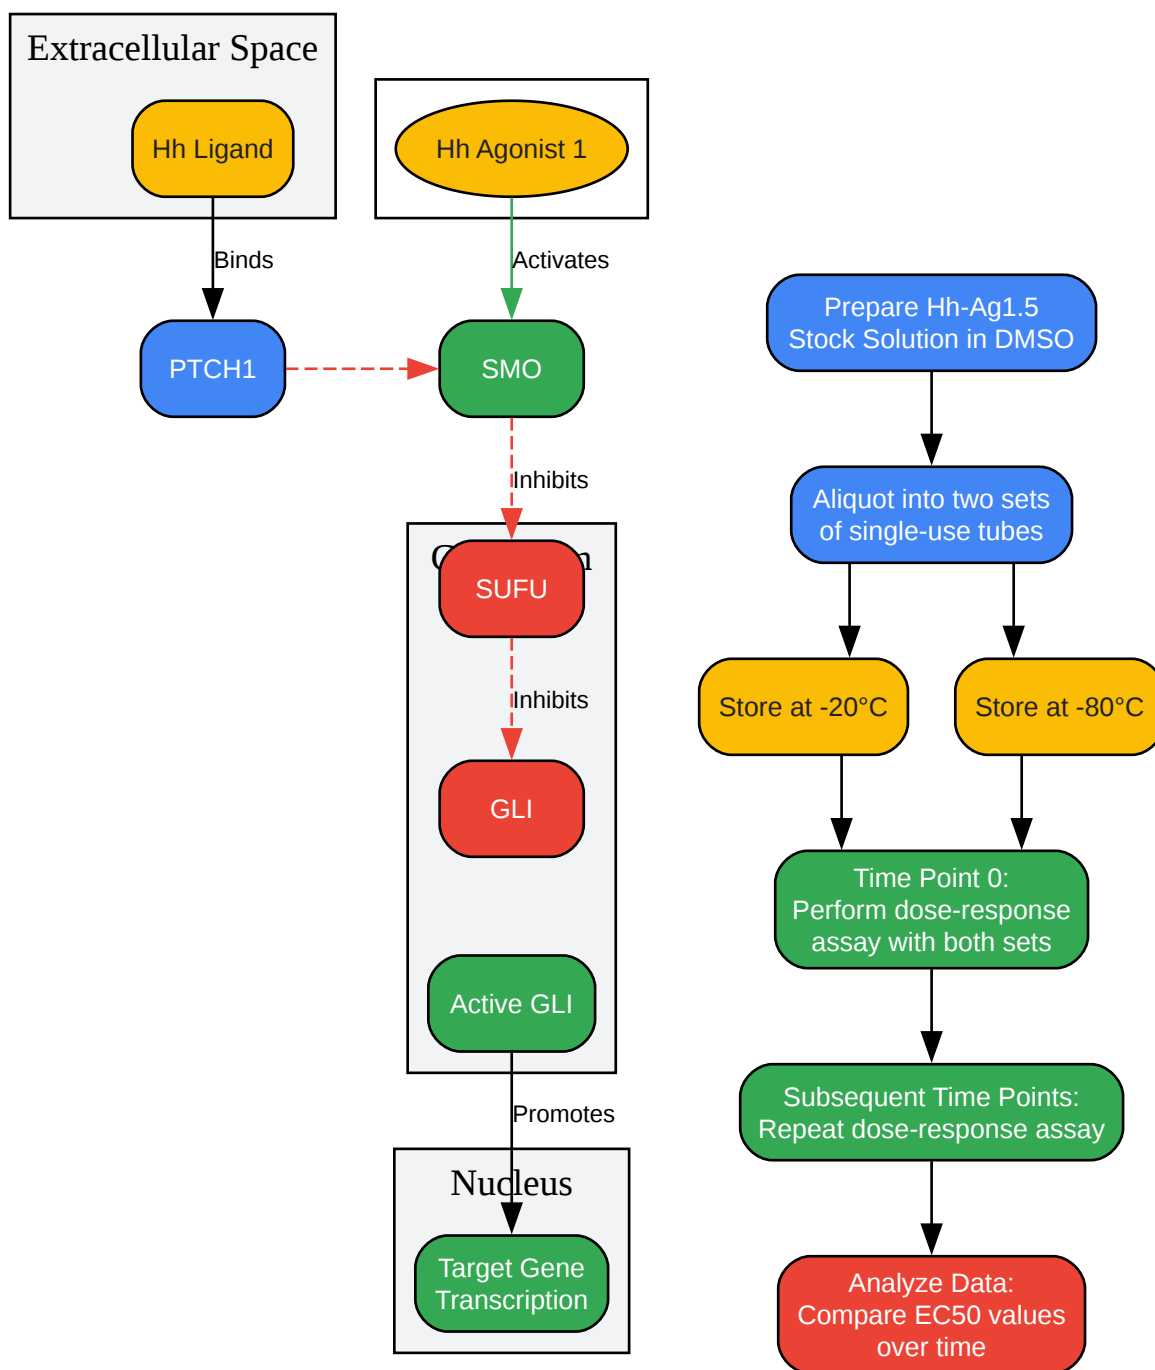 Extracellular Space
Hh Ligand
Hh Agonist 1
Binds
Activates
PTCH1
SMO
Inhibits
SUFU
Inhibits
GLI
Active GLI
Promotes
Nucleus
Target Gene
Transcription
Prepare Hh-Ag1.5
Stock Solution in DMSO
Aliquot into two sets
of single-use tubes
Store at -20°C
Store at -80°C
Time Point 0:
Perform dose-response
assay with both sets
Subsequent Time Points:
Repeat dose-response assay
Analyze Data:
Compare EC50 values
over time